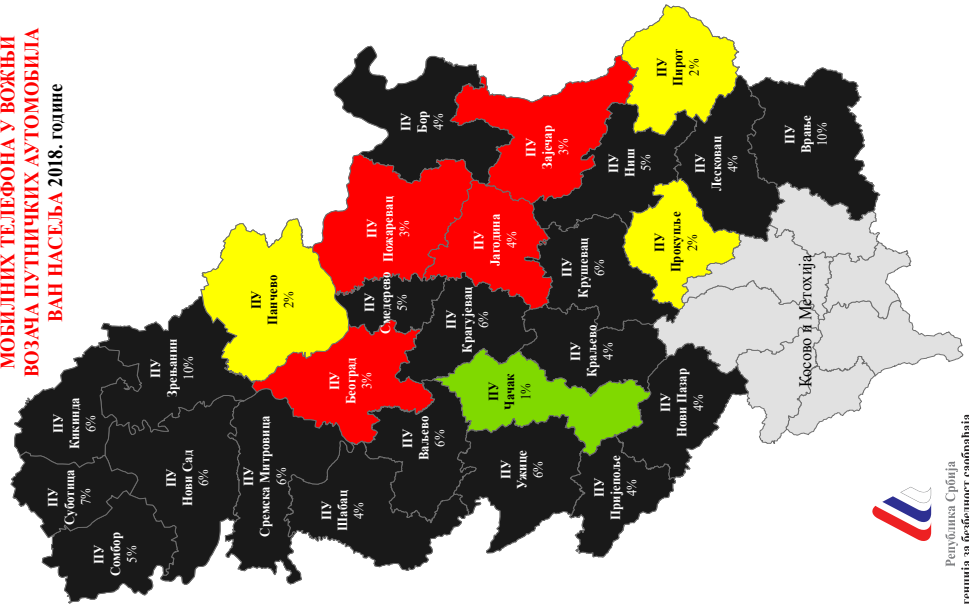 МОБИЛНИХ ТЕЛЕФОНА У ВОЖЊИ
ВОЗАЧА ПУТНИЧКИХ АУТОМОБИЛА
ВАН НАСЕЉА 2018. године
ПУ
Суботица
7%
ПУ
Сомбор
5%
ПУ
Кикинда
6%
ПУ
Зрењанин
10%
ПУ
Нови Сад
6%
ПУ
Сремска Митровица
6%
ПУ
Панчево
2%
ПУ
Београд
3%
ПУ
Шабац
4%
ПУ
Ваљево
6%
ПУ
Смедерево
5%
ПУ
Пожаревац
3%
ПУ
Бор
4%
ПУ
Крагујевац
6%
ПУ
Јагодина
4%
ПУ
Зајечар
3%
ПУ
Ужице
6%
ПУ
Чачак
1%
ПУ
Краљево
4%
ПУ
Крушевац
6%
ПУ
Ниш
5%
ПУ
Пирот
2%
ПУ
Пријепоље
4%
ПУ
Нови Пазар
4%
ПУ
Прокупље
2%
ПУ
Лесковац
4%
ПУ
Врање
10%
Косово и Метохија
Република Србија
безбедност саобраћаја